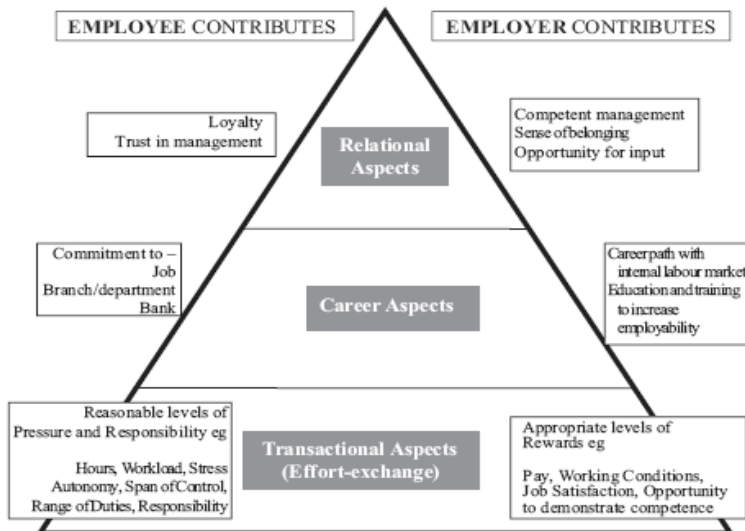 EMPLOYEE CONTRIBUTES
EMPLOYER CONTRIBUTES
Loyalty
Trust in management
Relational
Aspects
Competent management
Sense of belonging
Opportunity for input
Commitment to –
Job
Branch/department
Bank
Career Aspects
Career path with
internal labour market
Education and training
to increase
employability
Reasonable levels of
Pressure and Responsibility eg
Hours, Workload, Stress
Autonomy, Span of Control,
Range of Duties, Responsibility
Transactional Aspects
(Effort-exchange)
Appropriate levels of
Rewards eg
Pay, Working Conditions,
Job Satisfaction, Opportunity
to demonstrate competence